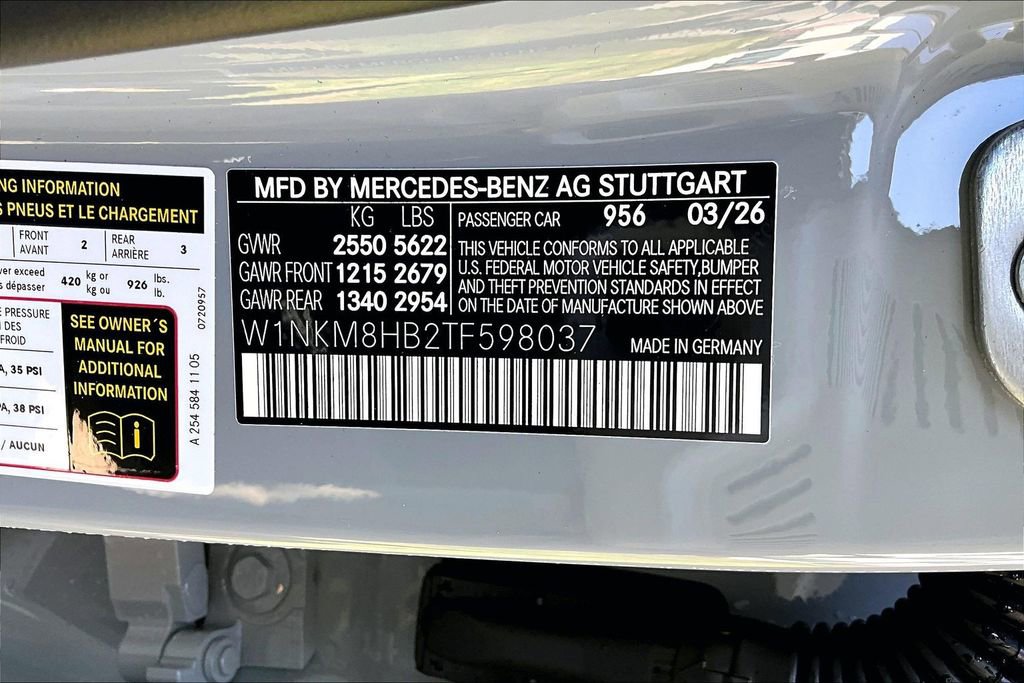 NG INFORMATION
S PNEUS ET LE CHARGEMENT
FRONT AVANT 2 REAR ARRIÈRE 3
ver exceed 420 kg or 926 lbs.
s dépasser kg ou lb.
PRESSURE
DES
FROID
, 35 PSI
PA, 38 PSI
/ AUCUN
SEE OWNER´S
MANUAL FOR
ADDITIONAL
INFORMATION
i
0720957
A 254 584 11 05
MFD BY MERCEDES-BENZ AG STUTTGART
KG LBS
GVWR 2550 5622
GAWR FRONT 1215 2679
GAWR REAR 1340 2954
PASSENGER CAR 956 03/26
THIS VEHICLE CONFORMS TO ALL APPLICABLE
U.S. FEDERAL MOTOR VEHICLE SAFETY,BUMPER
AND THEFT PREVENTION STANDARDS IN EFFECT
ON THE DATE OF MANUFACTURE SHOWN ABOVE
W1NKM8HB2TF598037
MADE IN GERMANY